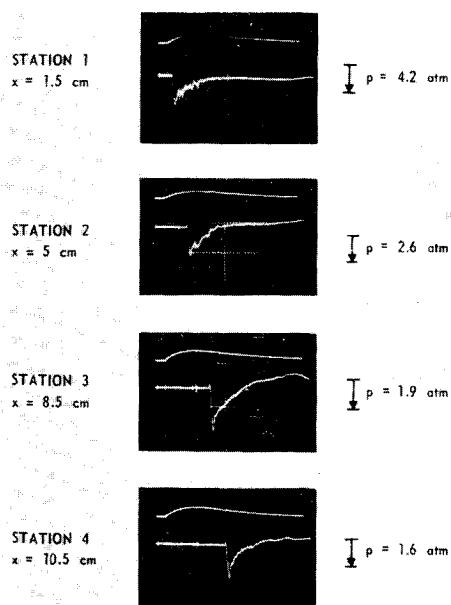 STATION 1
x = 1.5 cm
p = 4.2 atm
STATION 2
x = 5 cm
p = 2.6 atm
STATION 3
x = 8.5 cm
p = 1.9 atm
STATION 4
x = 10.5 cm
p = 1.6 atm